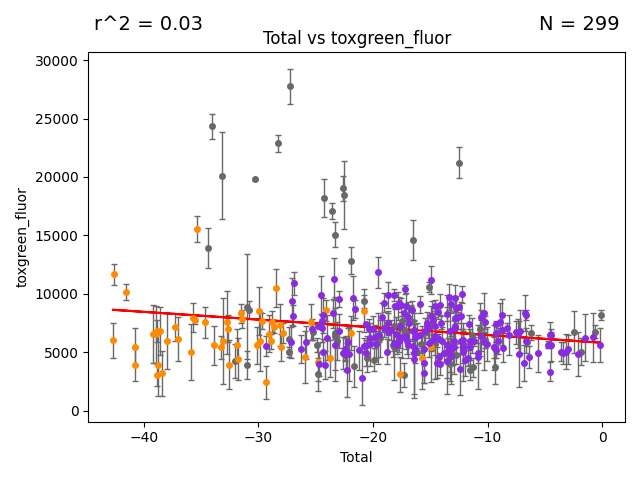 r^2 = 0.03
N = 299
Total vs toxgreen_fluor
30000
25000
20000
15000
10000
5000
0
toxgreen_fluor
−40
−30
−20
−10
0
Total